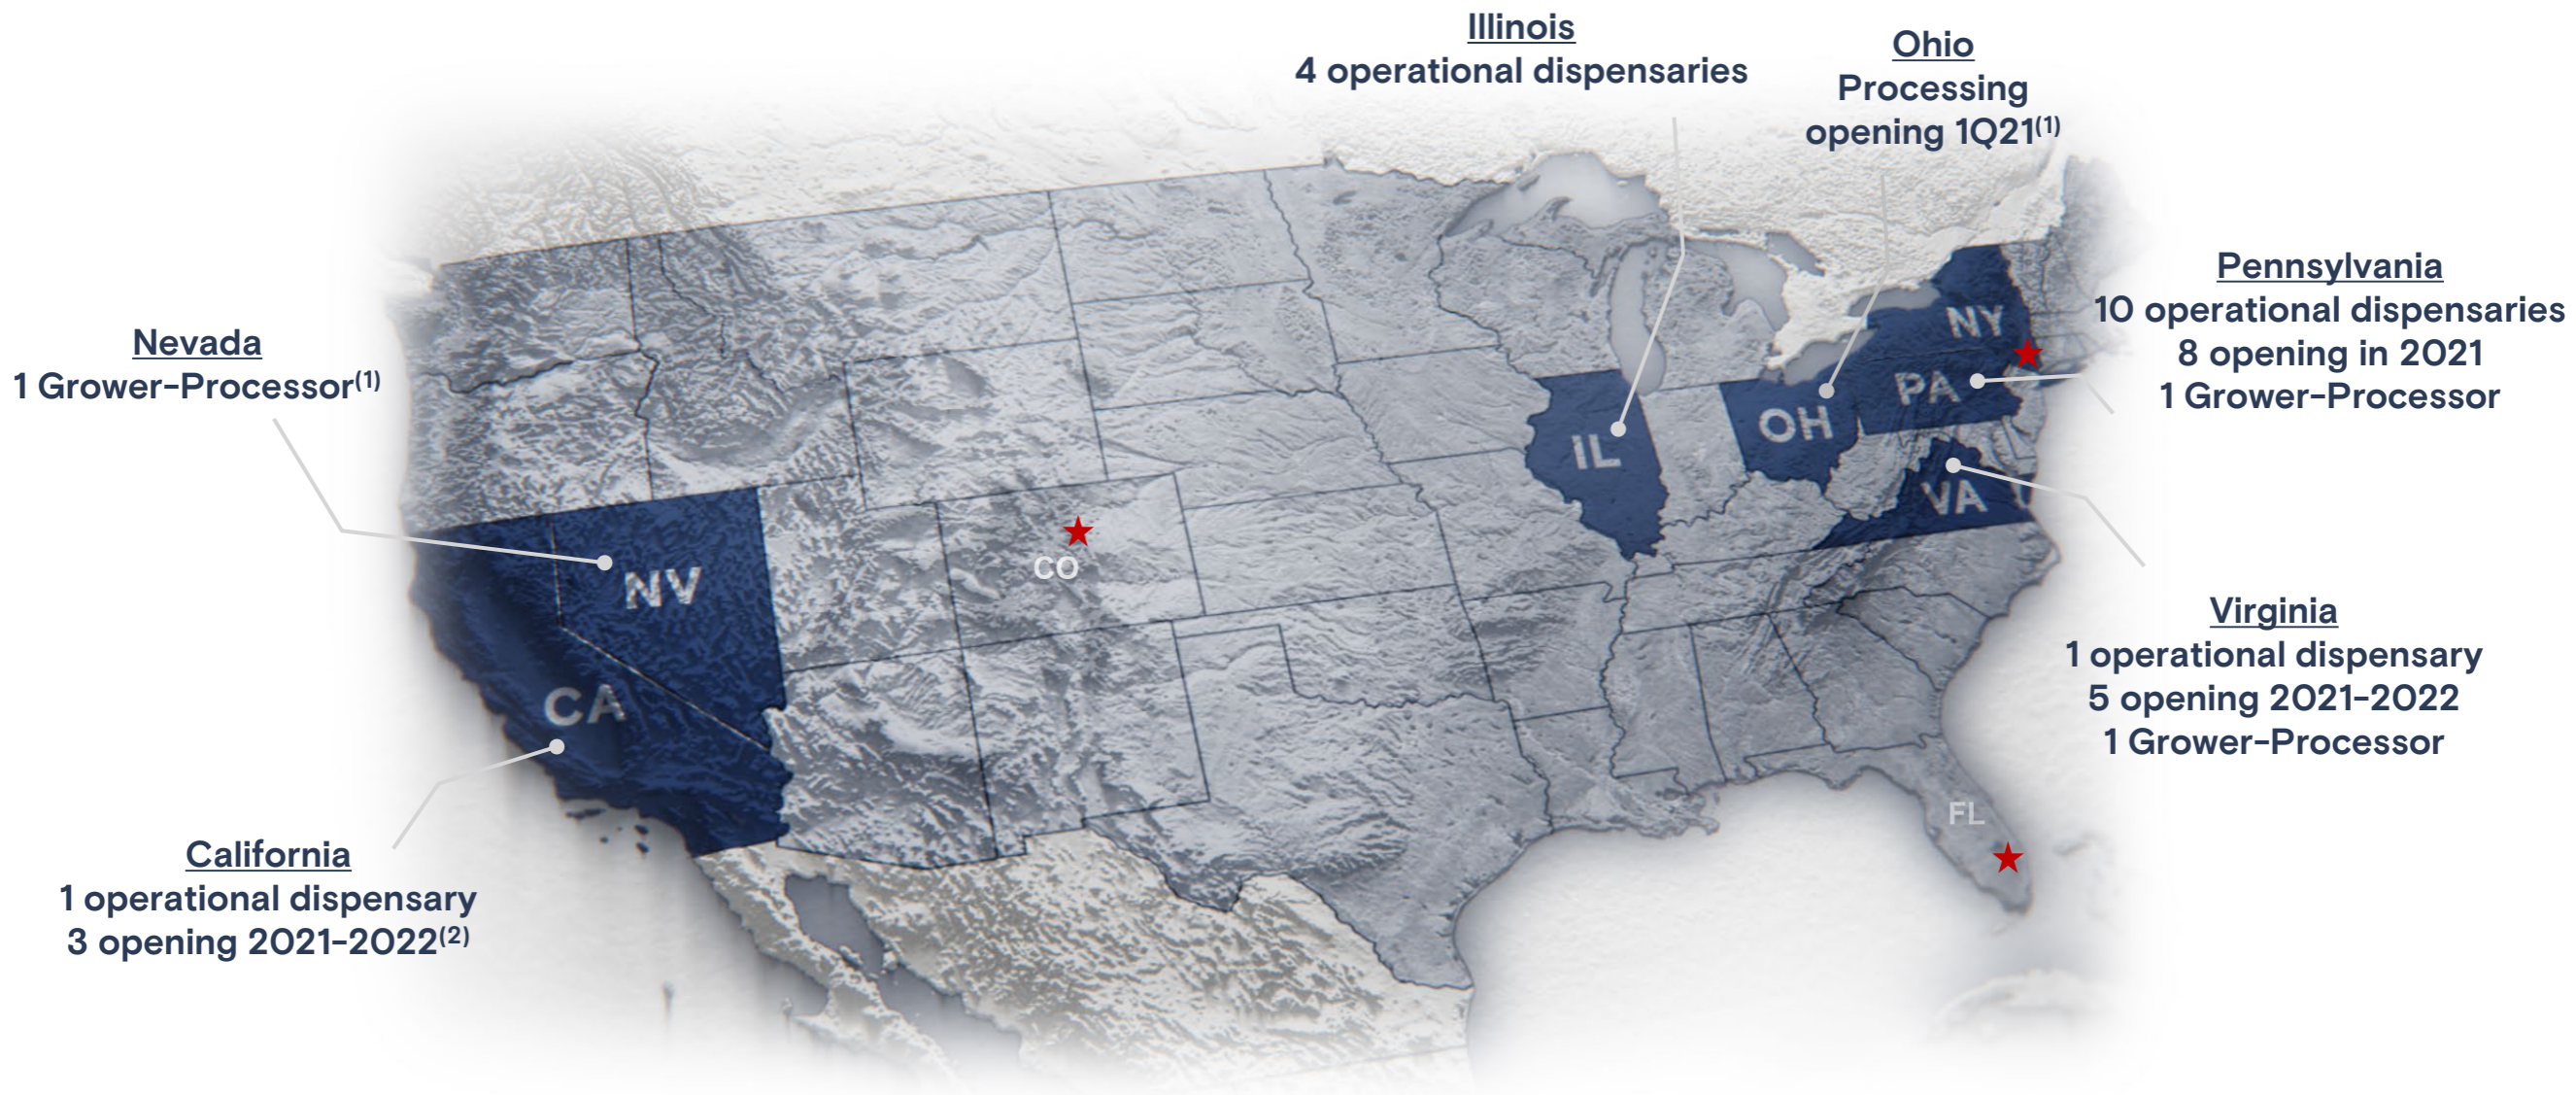 Illinois
4 operational dispensaries
Ohio
Processing
opening 1Q21(1)
Pennsylvania
10 operational dispensaries
8 opening in 2021
1 Grower-Processor
Nevada
1 Grower-Processor(1)
NY
PA
OH
IL
VA
CO
NV
CA
Virginia
1 operational dispensary
5 opening 2021-2022
1 Grower-Processor
FL
California
1 operational dispensary
3 opening 2021-2022(2)